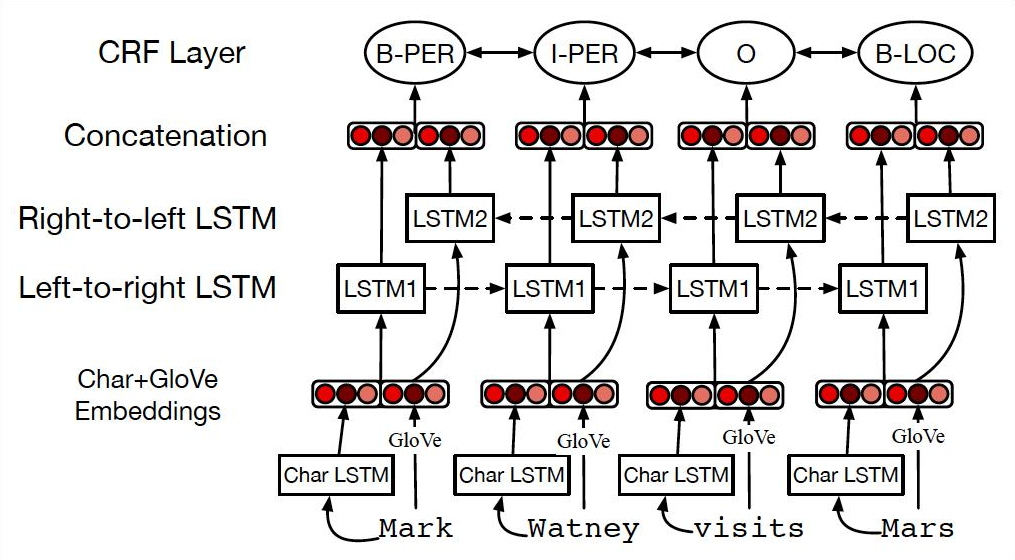 CRF Layer B-PER I-PER O B-LOC
Concatenation
Right-to-left LSTM LSTM2 LSTM2 LSTM2 LSTM2
Left-to-right LSTM LSTM1 LSTM1 LSTM1 LSTM1
Char+GloVe
Embeddings
GloVe GloVe GloVe GloVe
Char LSTM Char LSTM Char LSTM Char LSTM
Mark Watney visits Mars